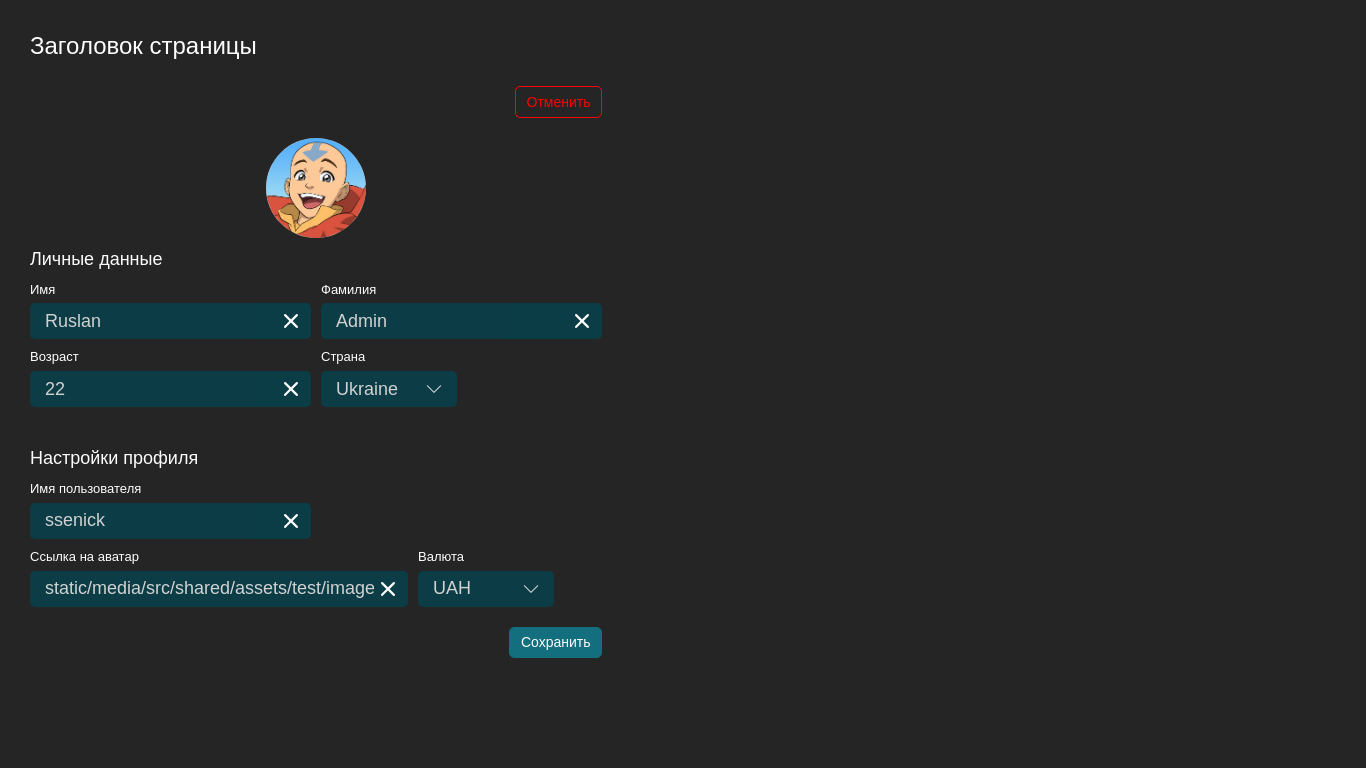 Заголовок страницы
Отменить
Личные данные
Имя Фамилия
Ruslan Admin
Возраст Страна
22 Ukraine
Настройки профиля
Имя пользователя
ssenick
Ссылка на аватар Валюта
static/media/src/shared/assets/test/image UAH
Сохранить